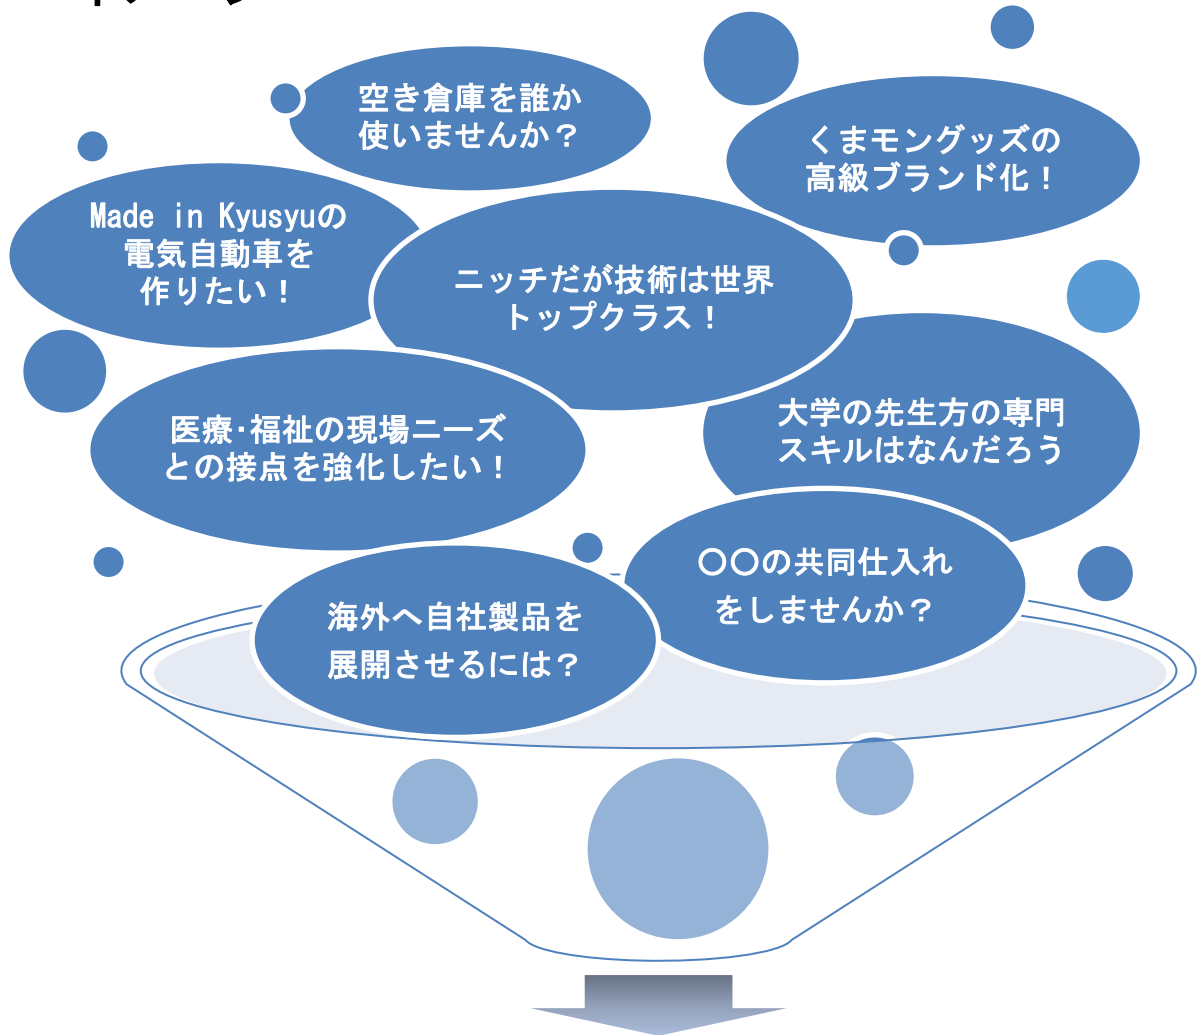 空き倉庫を誰か
使いませんか？
くまモングッズの
高級ブランド化！
Made in Kyusyuの
電気自動車を
作りたい！
ニッチだが技術は世界
トップクラス！
医療・福祉の現場ニーズ
との接点を強化したい！
大学の先生方の専門
スキルはなんだろう
〇〇の共同仕入れ
をしませんか？
海外へ自社製品を
展開させるには？